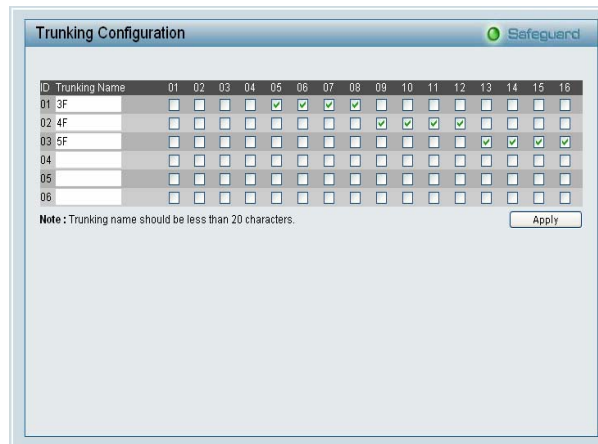 Trunking Configuration
Safeguard
ID Trunking Name 01 02 03 04 05 06 07 08 09 10 11 12 13 14 15 16
01 3F
02 4F
03 5F
04
05
06
Note : Trunking name should be less than 20 characters.
Apply